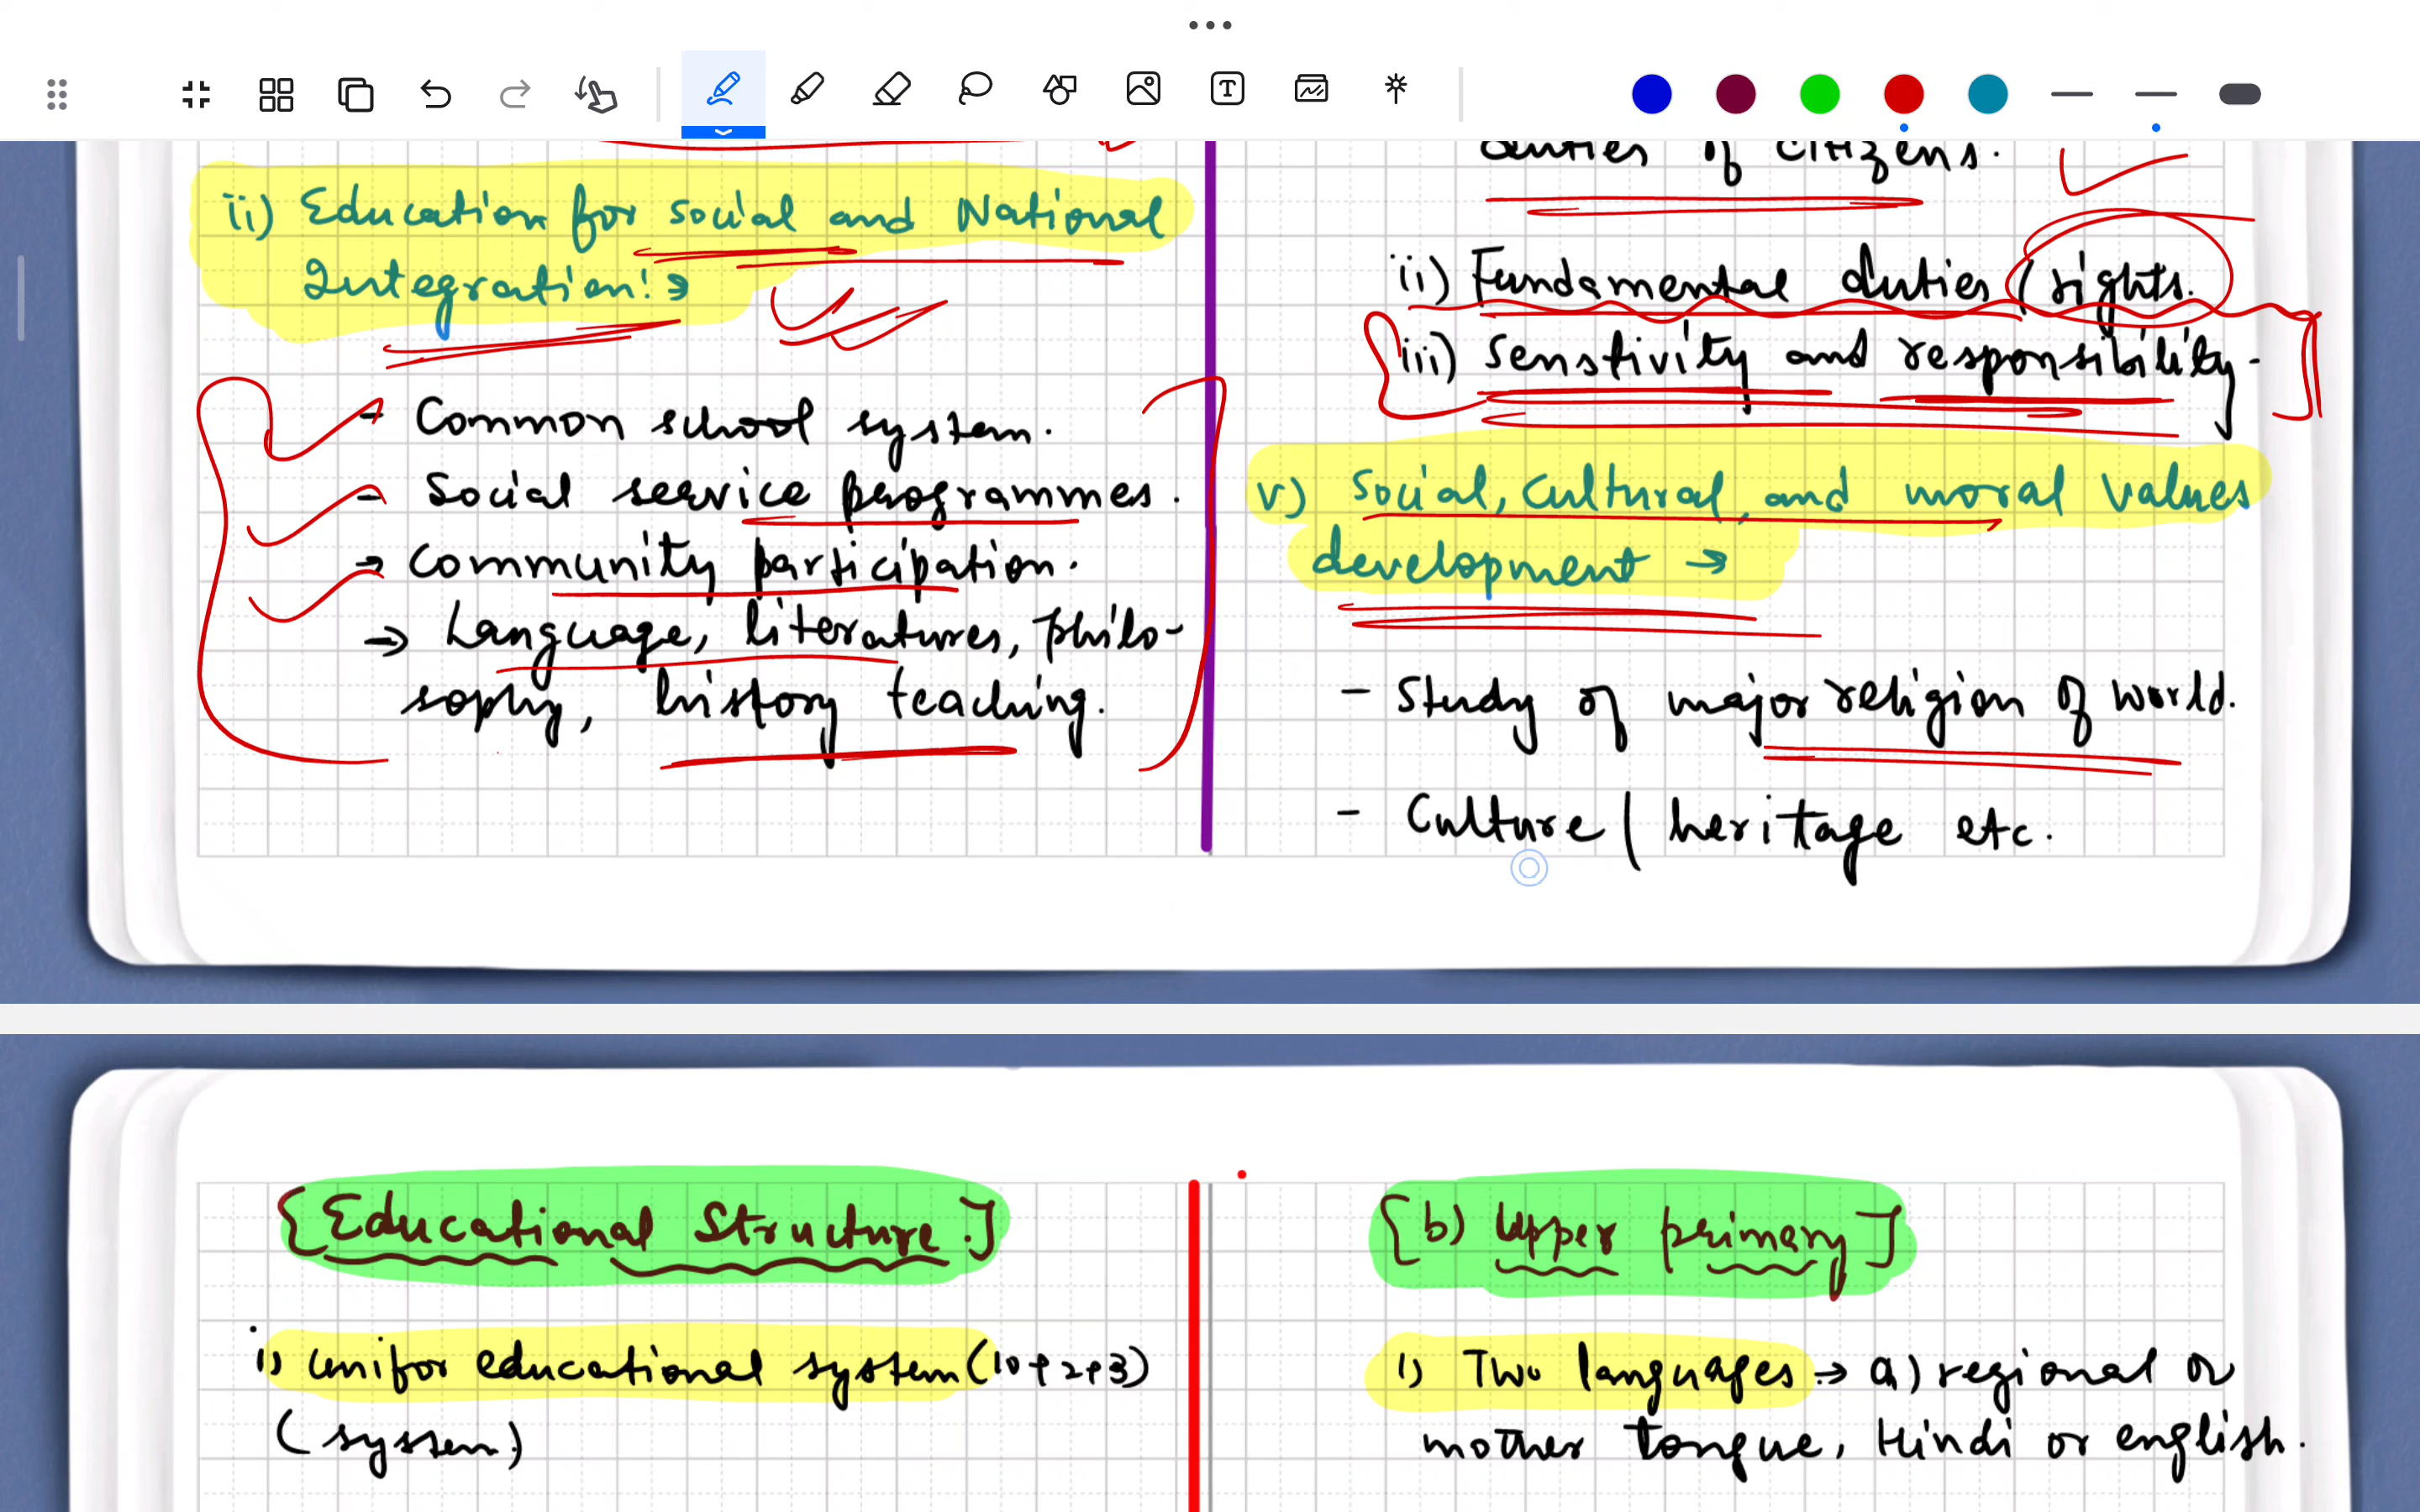 ii) Education for social and National
Integration! →
- Common school system.
- Social service programmes.
→ Community participation.
→ Language, literatures, philo-
sophy, history teaching.
duties of citizens.
ii) Fundamental duties / rights.
iii) senstivity and responsibility-
v) Social, cultural, and moral values
development →
- Study of major religion of world.
- Culture / heritage etc.
{Educational Structure.]
i) unifor educational system (10+2+3)
(system)
[b) Upper primary]
1) Two languages → a) regional or
mother tongue, Hindi or english.